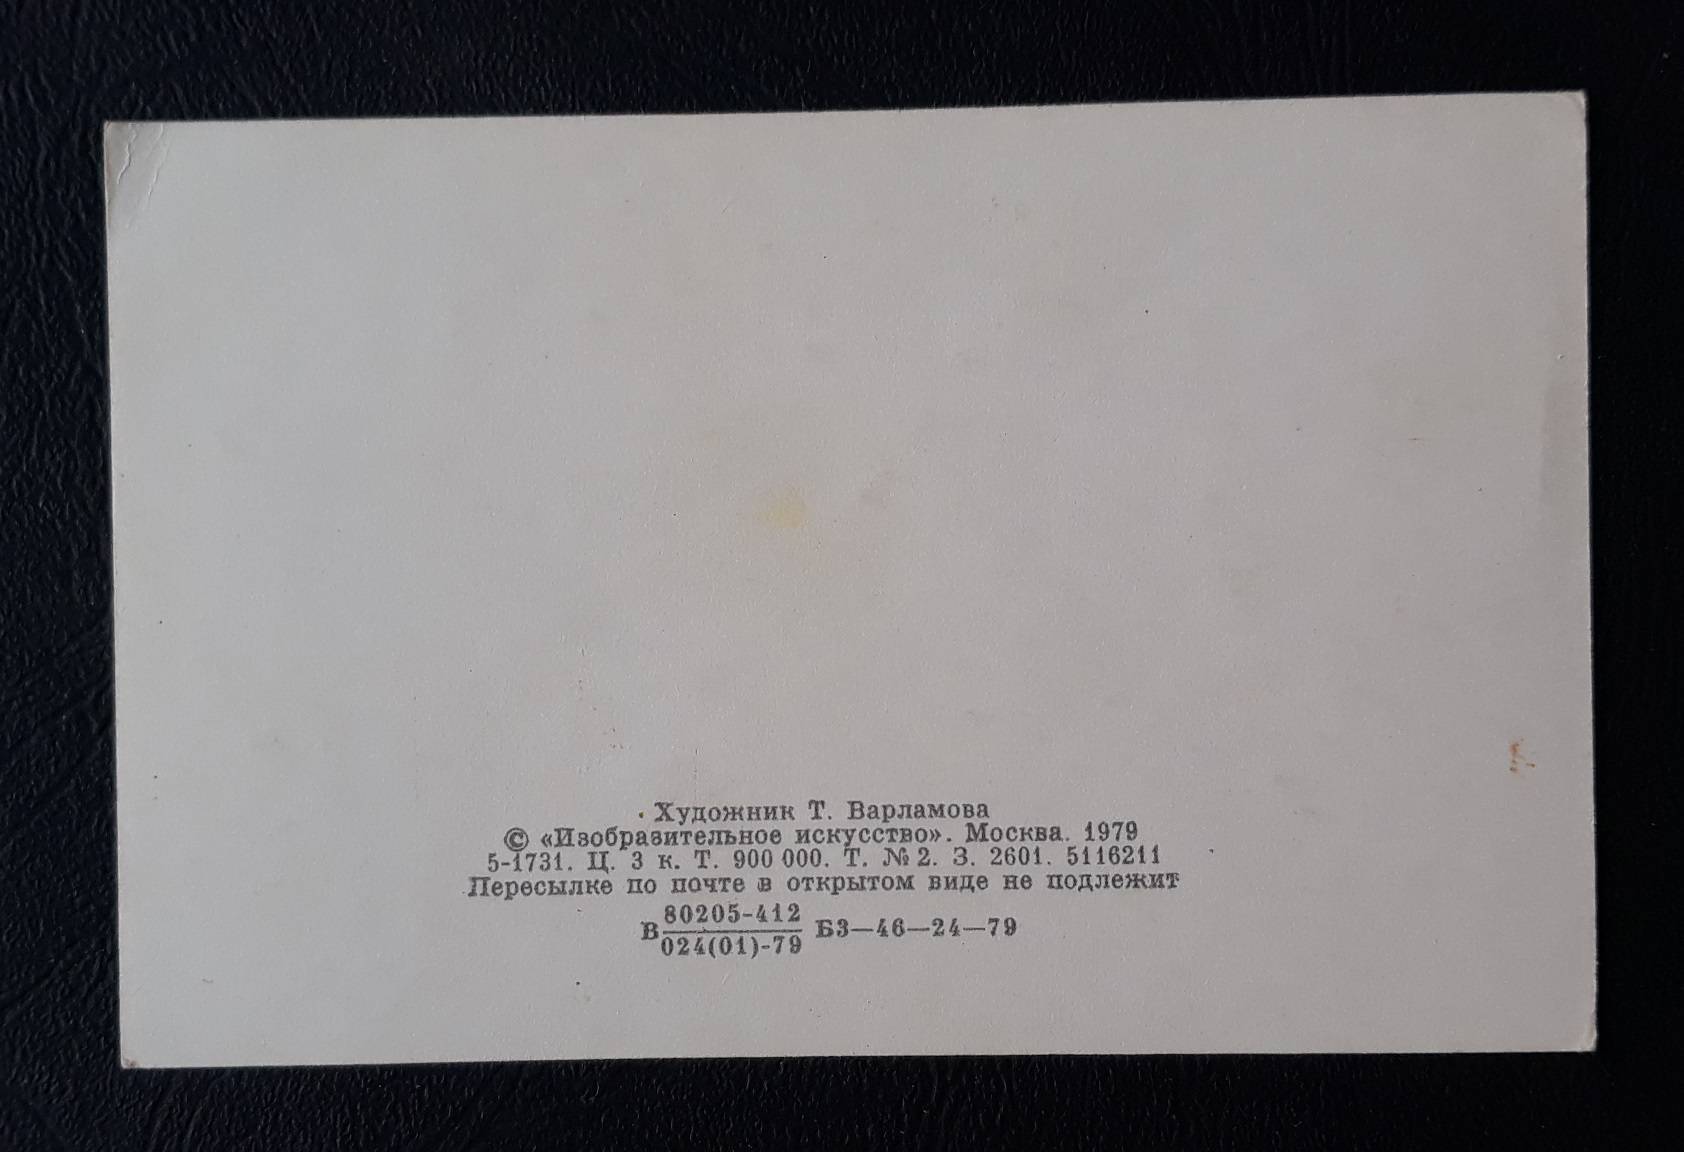 Художник Т. Варламова
© «Изобразительное искусство». Москва. 1979
5-1731. Ц. 3 к. Т. 900 000. Т. № 2. З. 2601. 5116211
Пересылке по почте в открытом виде не подлежит
В 80205-412
024(01)-79 БЗ—46—24—79